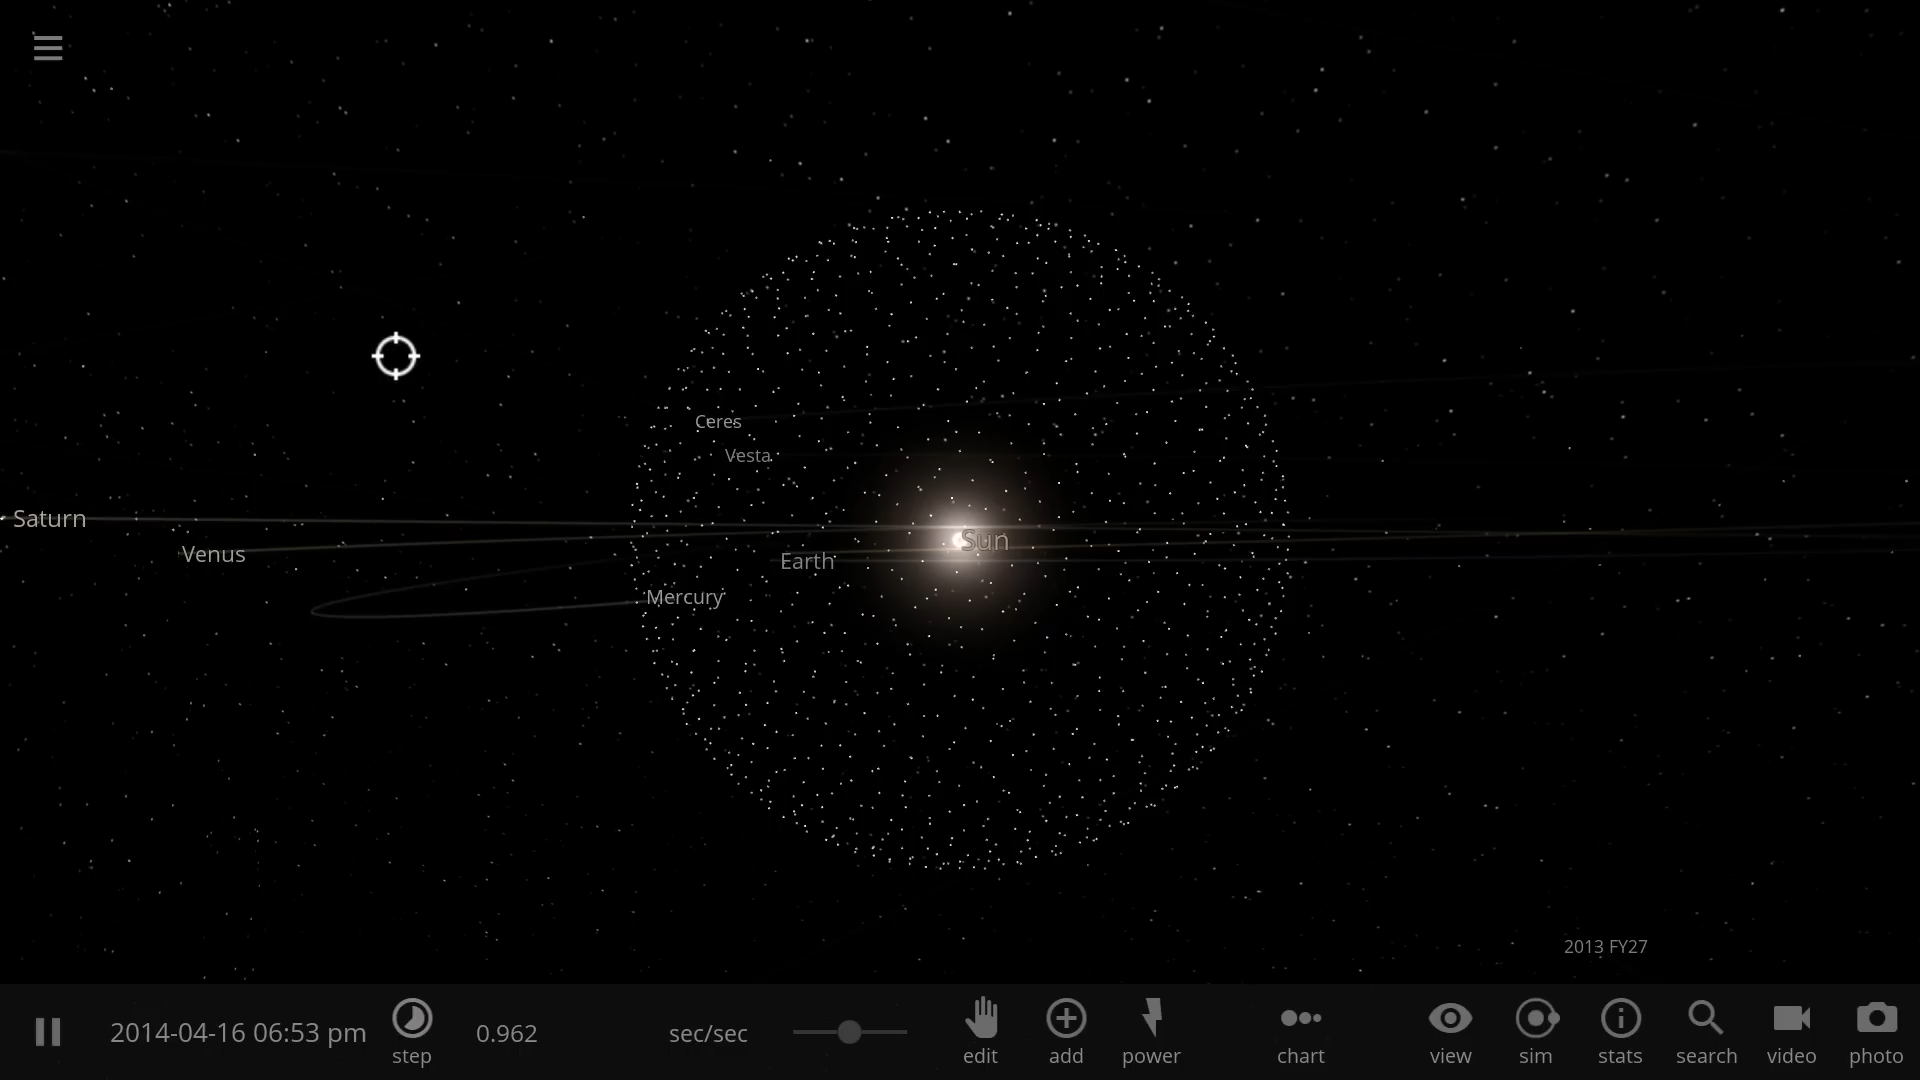 Ceres
Vesta
Saturn
Venus
Sun
Earth
Mercury
2013 FY27
2014-04-16 06:53 pm
step
0.962
sec/sec
edit
add
power
chart
view
sim
stats
search
video
photo